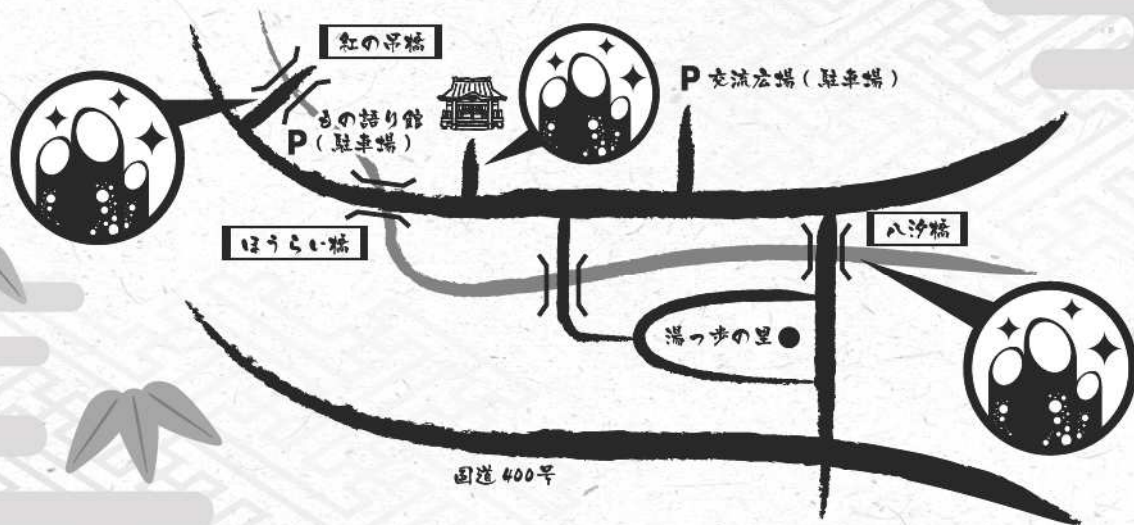 紅の吊橋
もの語り館
P(駐車場)
P 交流広場(駐車場)
ほうらい橋
八汐橋
湯っ歩の里
国道400号